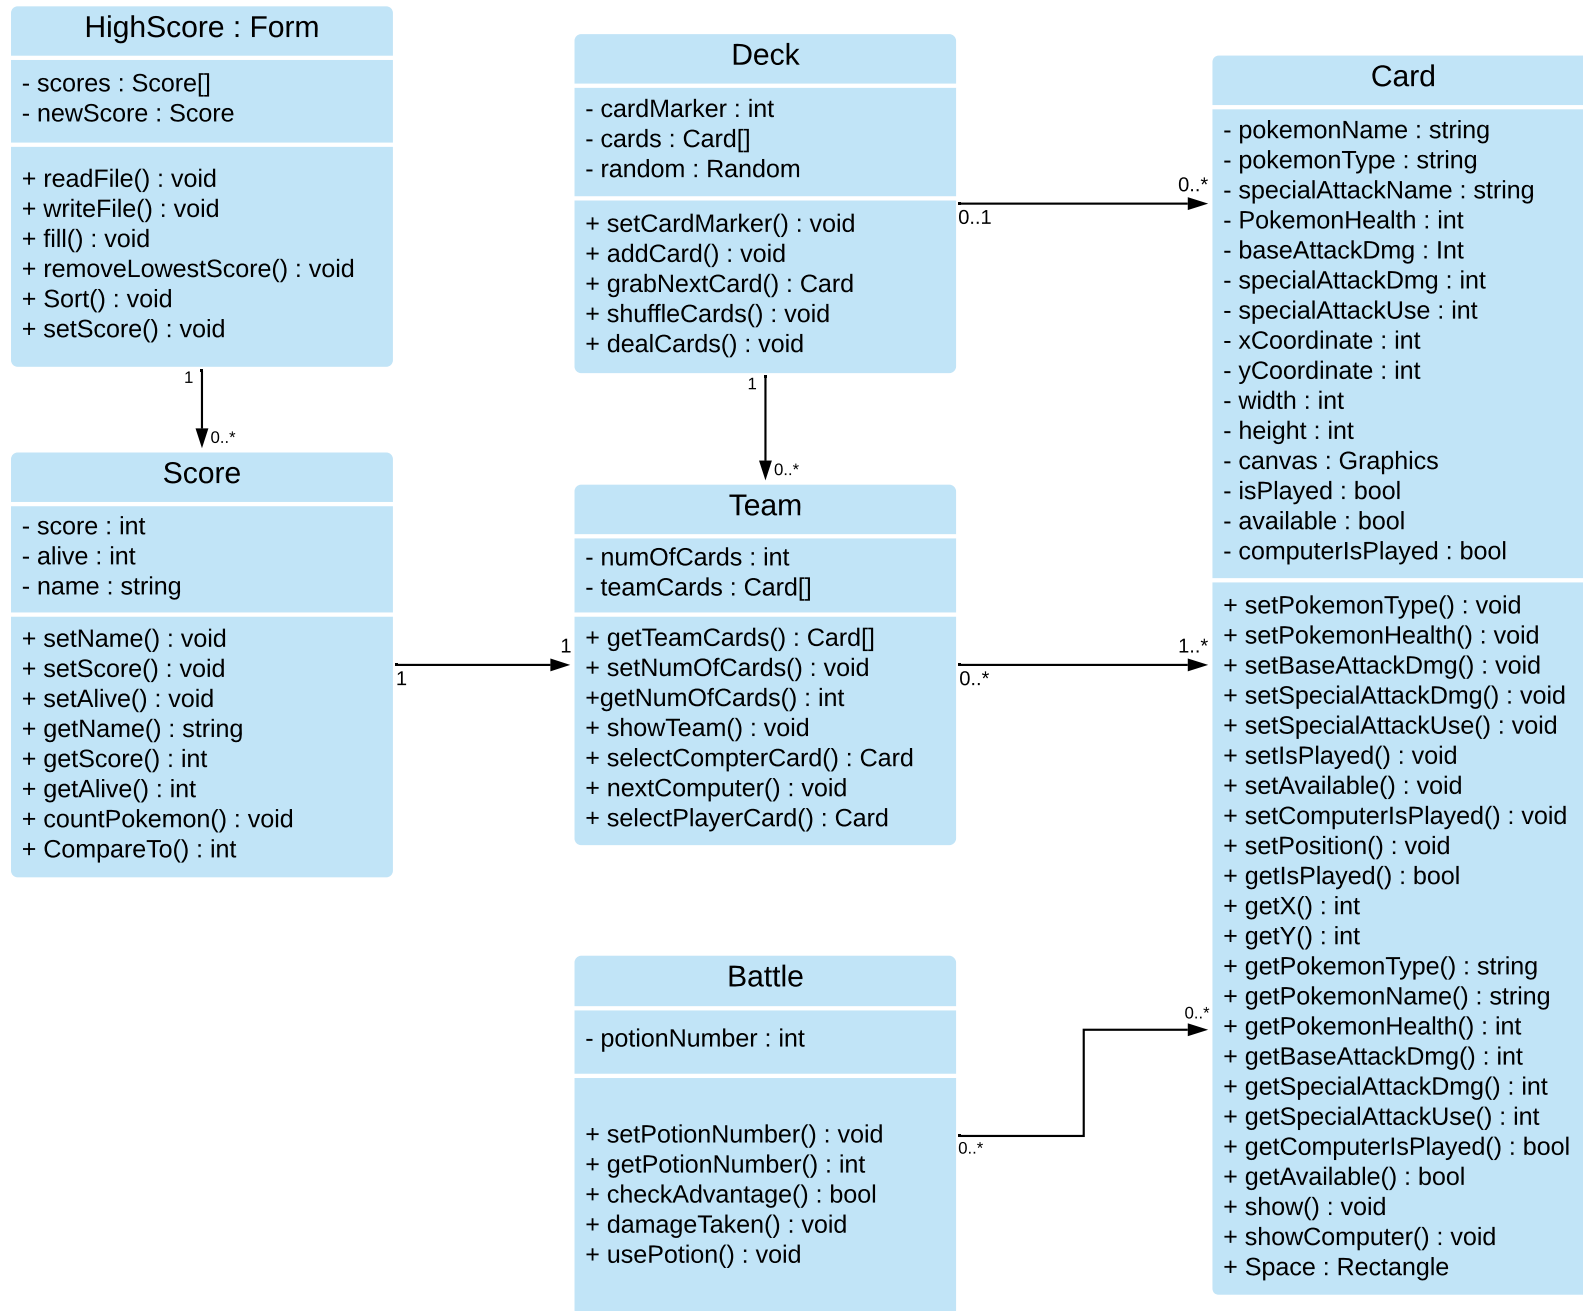 HighScore : Form
- scores : Score[]
- newScore : Score
+ readFile() : void
+ writeFile() : void
+ fill() : void
+ removeLowestScore() : void
+ Sort() : void
+ setScore() : void
1
0..*
Score
- score : int
- alive : int
- name : string
+ setName() : void
+ setScore() : void
+ setAlive() : void
+ getName() : string
+ getScore() : int
+ getAlive() : int
+ countPokemon() : void
+ CompareTo() : int
1
1
Deck
- cardMarker : int
- cards : Card[]
- random : Random
+ setCardMarker() : void
+ addCard() : void
+ grabNextCard() : Card
+ shuffleCards() : void
+ dealCards() : void
0..1
0..*
1
0..*
Team
- numOfCards : int
- teamCards : Card[]
+ getTeamCards() : Card[]
+ setNumOfCards() : void
+getNumOfCards() : int
+ showTeam() : void
+ selectCompterCard() : Card
+ nextComputer() : void
+ selectPlayerCard() : Card
0..*
1..*
Battle
- potionNumber : int
+ setPotionNumber() : void
+ getPotionNumber() : int
+ checkAdvantage() : bool
+ damageTaken() : void
+ usePotion() : void
0..*
0..*
Card
- pokemonName : string
- pokemonType : string
- specialAttackName : string
- PokemonHealth : int
- baseAttackDmg : Int
- specialAttackDmg : int
- specialAttackUse : int
- xCoordinate : int
- yCoordinate : int
- width : int
- height : int
- canvas : Graphics
- isPlayed : bool
- available : bool
- computerIsPlayed : bool
+ setPokemonType() : void
+ setPokemonHealth() : void
+ setBaseAttackDmg() : void
+ setSpecialAttackDmg() : void
+ setSpecialAttackUse() : void
+ setIsPlayed() : void
+ setAvailable() : void
+ setComputerIsPlayed() : void
+ setPosition() : void
+ getIsPlayed() : bool
+ getX() : int
+ getY() : int
+ getPokemonType() : string
+ getPokemonName() : string
+ getPokemonHealth() : int
+ getBaseAttackDmg() : int
+ getSpecialAttackDmg() : int
+ getSpecialAttackUse() : int
+ getComputerIsPlayed() : bool
+ getAvailable() : bool
+ show() : void
+ showComputer() : void
+ Space : Rectangle